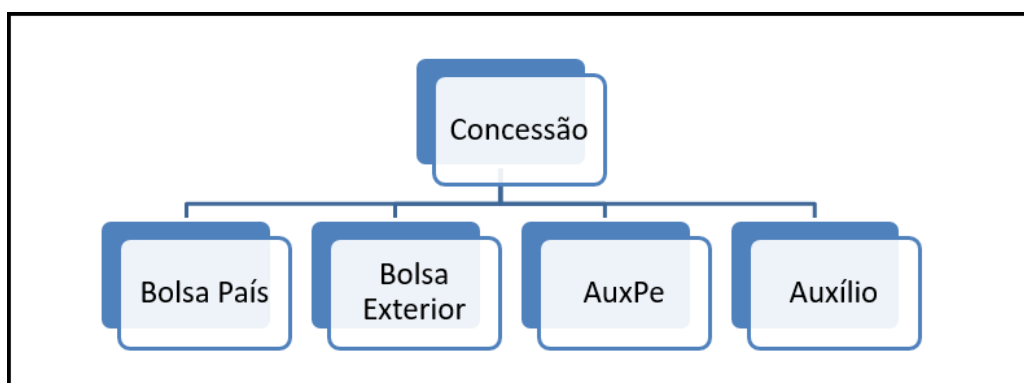 Concessão
Bolsa País
Bolsa
Exterior
AuxPe
Auxílio